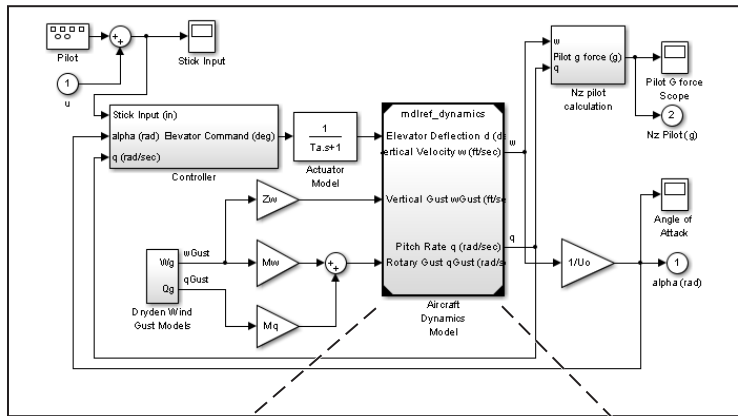 Pilot
+
+
Stick Input
1
u
Stick Input (in)
alpha (rad) Elevator Command (deg)
q (rad/sec)
Controller
1
Ta.s+1
Actuator
Model
mdlref_dynamics
Elevator Deflection d (d
ertical Velocity w (ft/sec)
Vertical Gust wGust (ft/s
Pitch Rate q (rad/sec)
Rotary Gust qGust (rad/s
Aircraft
Dynamics
Model
w
q
w
Pilot g force (g)
q
Nz pilot
calculation
Pilot G force
Scope
2
Nz Pilot (g)
Angle of
Attack
1/Uo
1
alpha (rad)
Zw
Mw
Mq
+
+
Wg
Qg
wGust
qGust
Dryden Wind
Gust Models